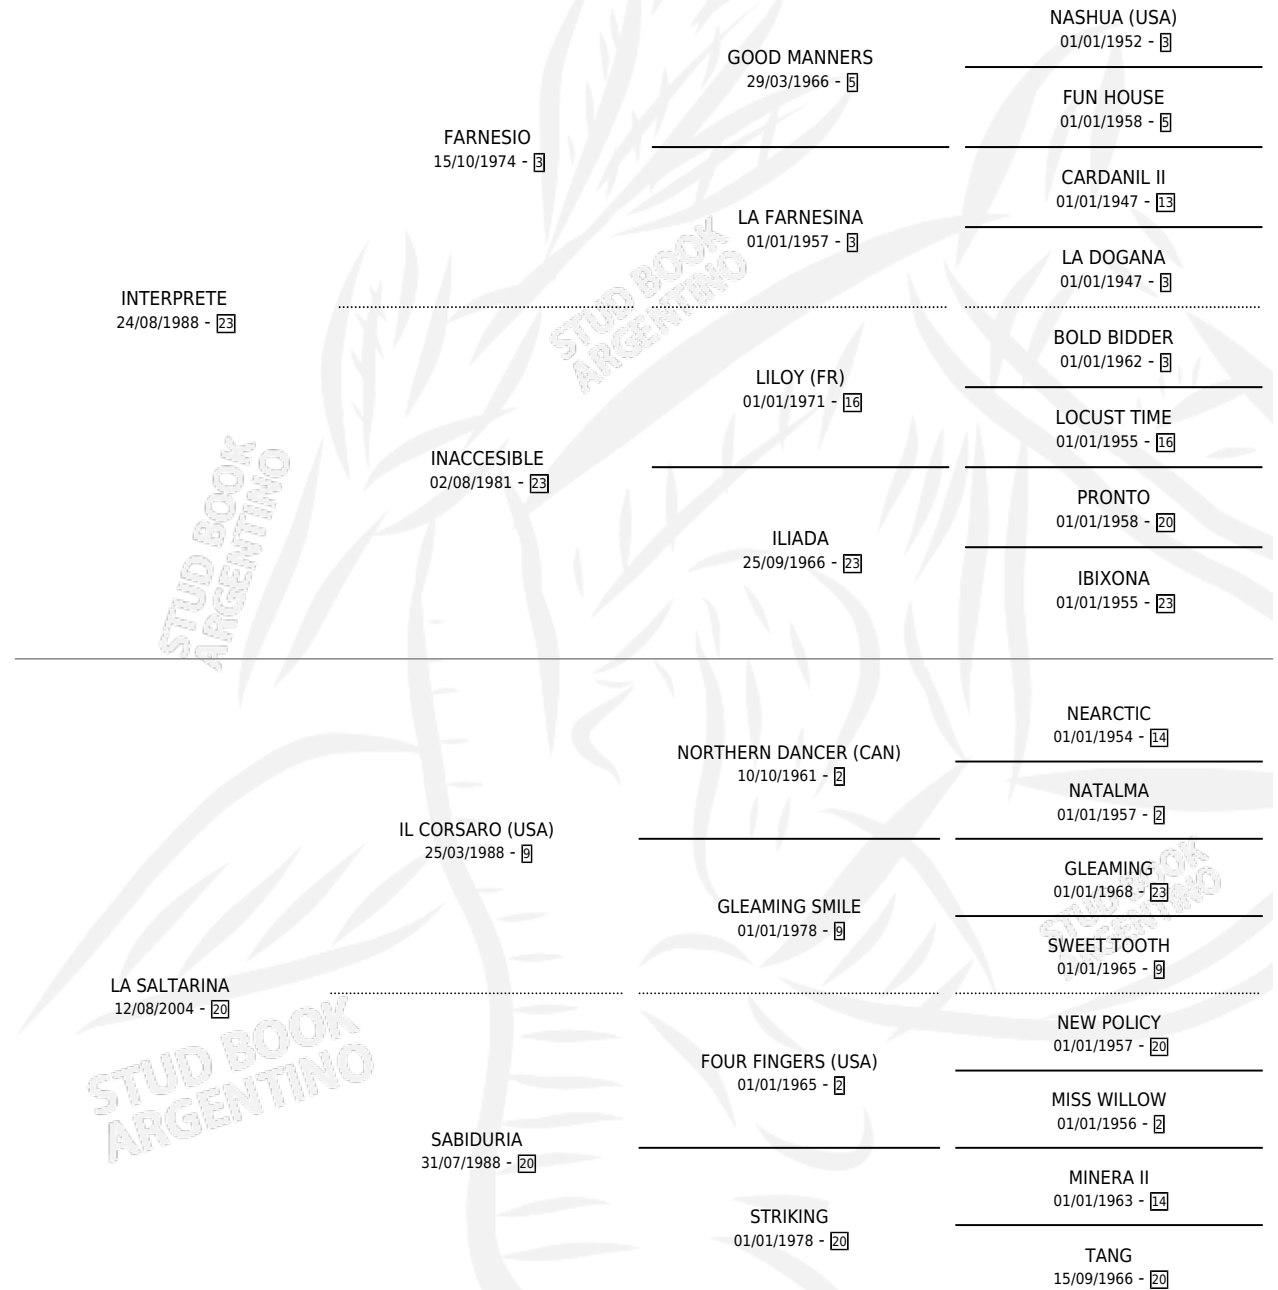 NASHUA (USA)
01/01/1952 - 3
GOOD MANNERS
29/03/1966 - 5
FUN HOUSE
01/01/1958 - 5
FARNESIO
15/10/1974 - 3
CARDANIL II
01/01/1947 - 13
LA FARNESINA
01/01/1957 - 3
LA DOGANA
01/01/1947 - 3
INTERPRETE
24/08/1988 - 23
BOLD BIDDER
01/01/1962 - 3
LILOY (FR)
01/01/1971 - 16
LOCUST TIME
01/01/1955 - 16
INACCESIBLE
02/08/1981 - 23
PRONTO
01/01/1958 - 20
ILIADA
25/09/1966 - 23
IBIXONA
01/01/1955 - 23
NEARCTIC
01/01/1954 - 14
NORTHERN DANCER (CAN)
10/10/1961 - 2
NATALMA
01/01/1957 - 2
IL CORSARO (USA)
25/03/1988 - 9
GLEAMING
01/01/1968 - 23
GLEAMING SMILE
01/01/1978 - 9
SWEET TOOTH
01/01/1965 - 9
LA SALTARINA
12/08/2004 - 20
NEW POLICY
01/01/1957 - 20
FOUR FINGERS (USA)
01/01/1965 - 2
MISS WILLOW
01/01/1956 - 2
SABIDURIA
31/07/1988 - 20
MINERA II
01/01/1963 - 14
STRIKING
01/01/1978 - 20
TANG
15/09/1966 - 20
STUD BOOK
ARGENTINO
STUD BOOK
ARGENTINO
STUD BOOK
ARGENTINO
STUD BOOK
ARGENTINO